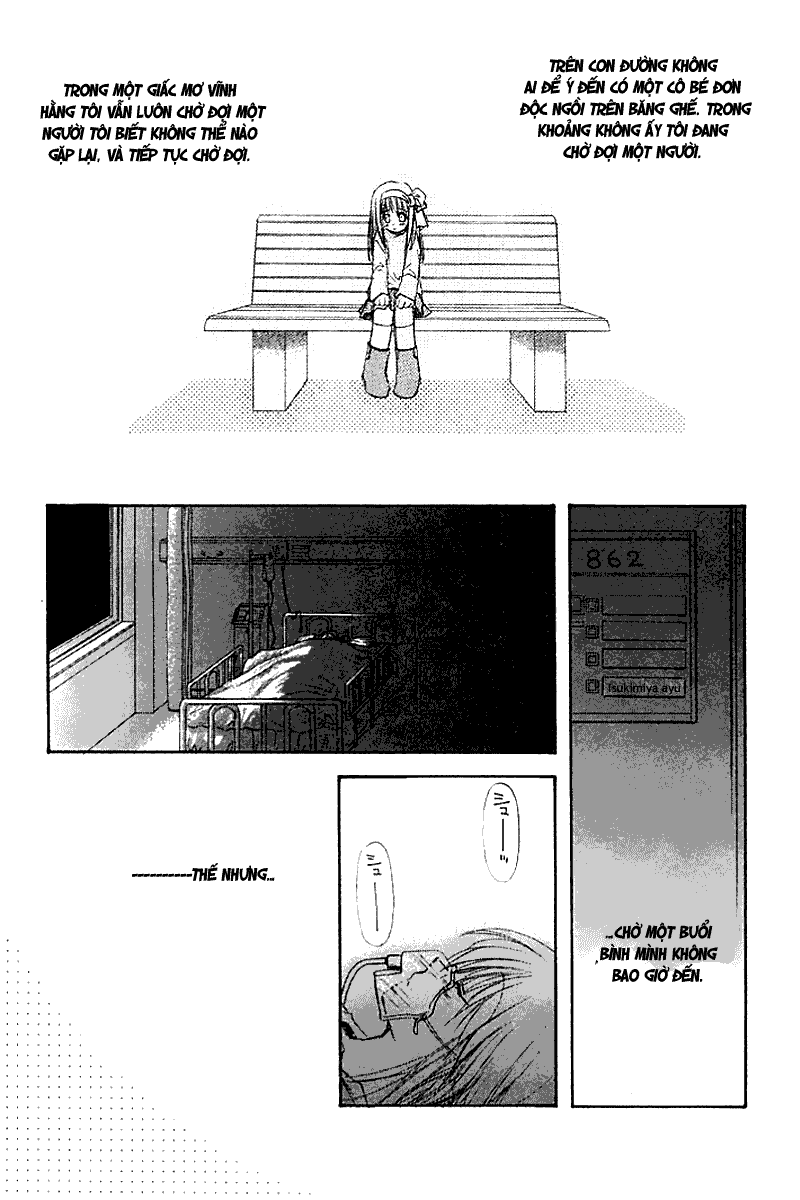 TRÊN CON ĐƯỜNG KHÔNG
AI ĐỂ Ý ĐẾN CÓ MỘT CÔ BÉ ĐƠN
ĐỘC NGỒI TRÊN BĂNG GHẾ. TRONG
KHOẢNG KHÔNG ẤY TÔI ĐANG
CHỜ ĐỢI MỘT NGƯỜI.
TRONG MỘT GIẤC MƠ VĨNH
HẰNG TÔI VẪN LUÔN CHỜ ĐỢI MỘT
NGƯỜI TÔI BIẾT KHÔNG THỂ NÀO
GẶP LẠI, VÀ TIẾP TỤC CHỜ ĐỢI.
862
Tsukimiya ayu
...CHỜ MỘT BUỔI
BÌNH MÌNH KHÔNG
BAO GIỜ ĐẾN.
----------THẾ NHƯNG...